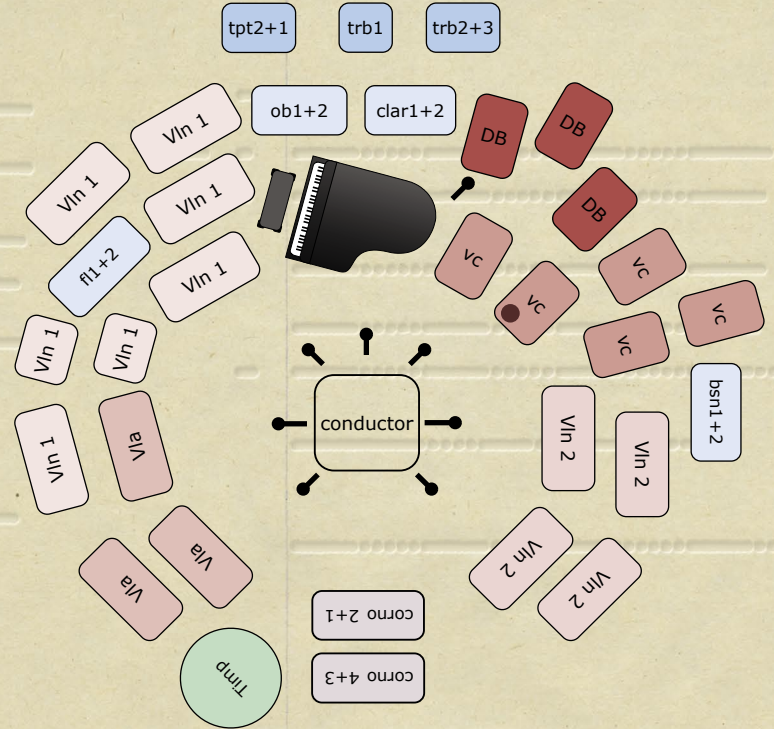 tpt2+1
trb1
trb2+3
ob1+2
clar1+2
Vln 1
Vln 1
Vln 1
fl1+2
Vln 1
DB
DB
DB
vc
vc
vc
vc
vc
Vln 1
Vln 1
Vln 1
Vla
conductor
Vln 2
Vln 2
bsn1+2
Vla
Vla
Vln 2
Vln 2
corno 2+1
corno 4+3
Timp